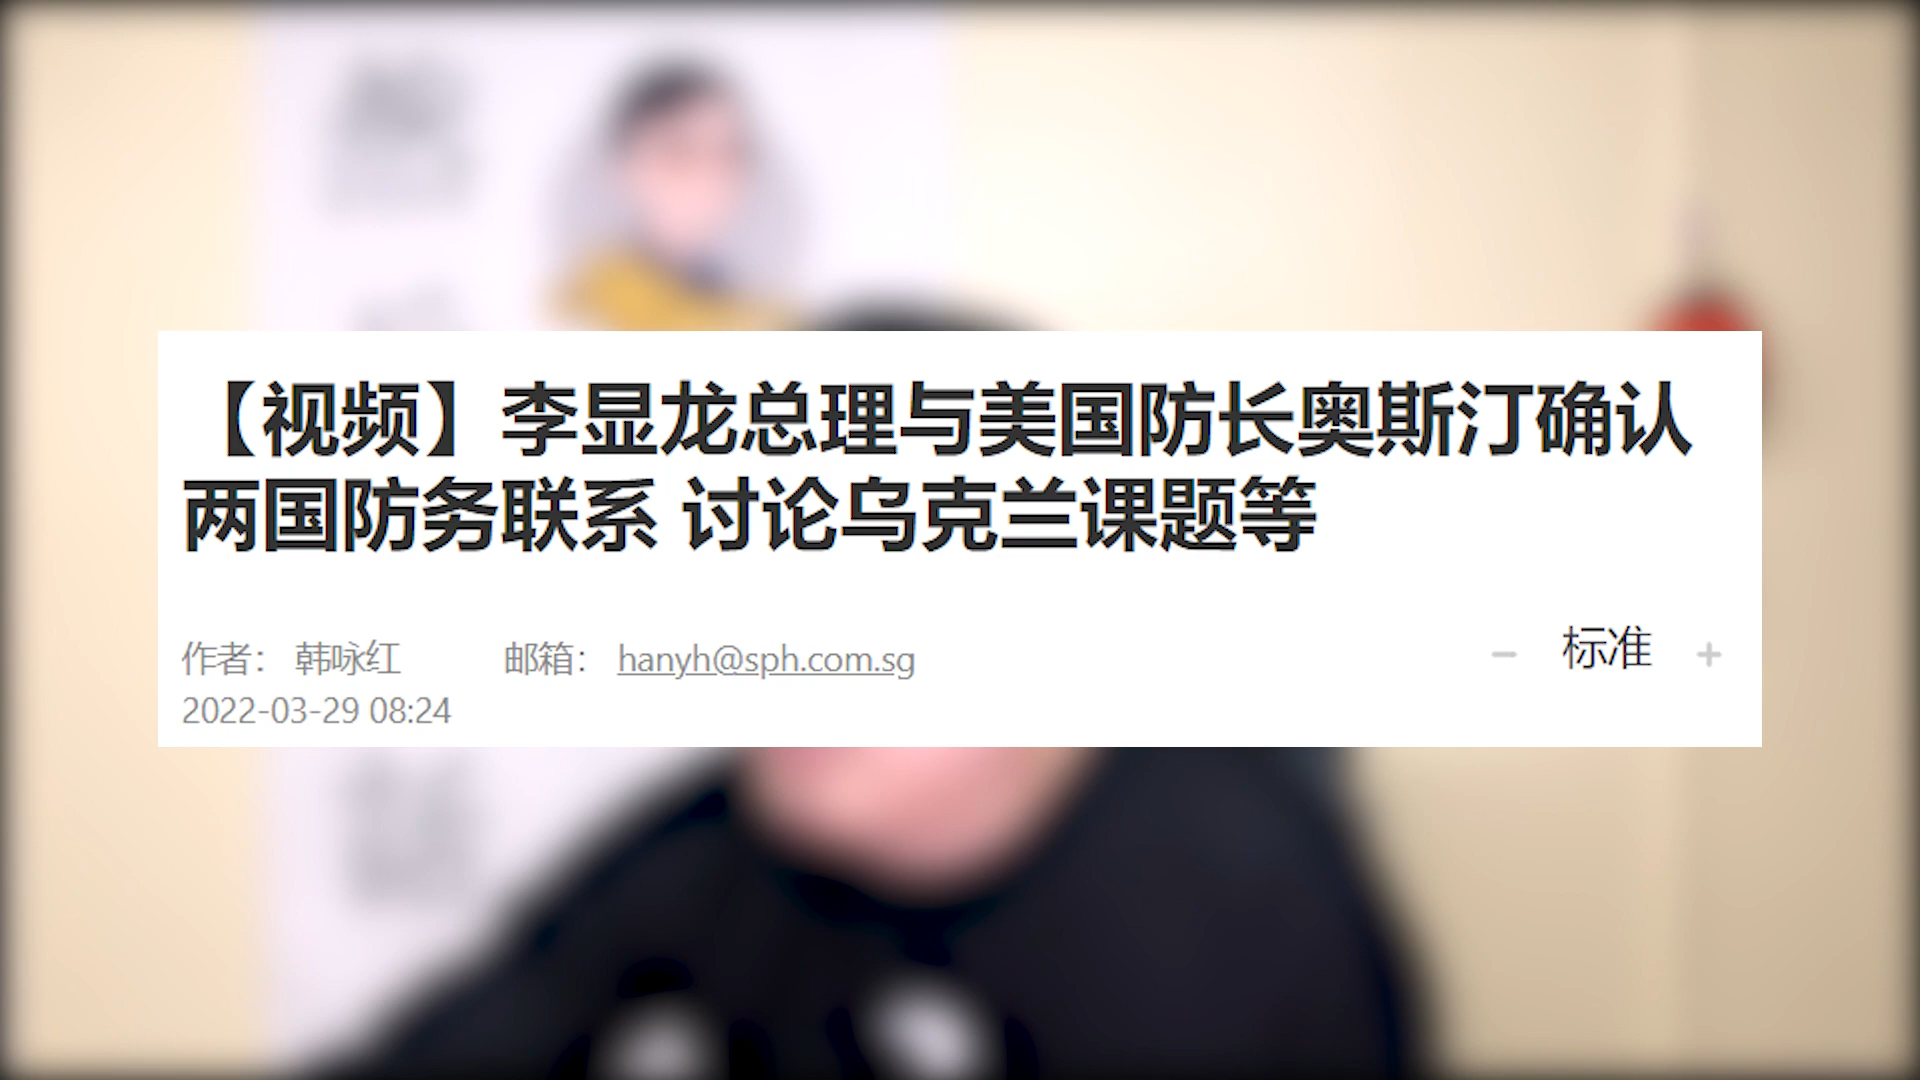 【视频】李显龙总理与美国防长奥斯汀确认
两国防务联系 讨论乌克兰课题等
作者： 韩咏红 邮箱： hanyh@sph.com.sg
− 标准 +
2022-03-29 08:24